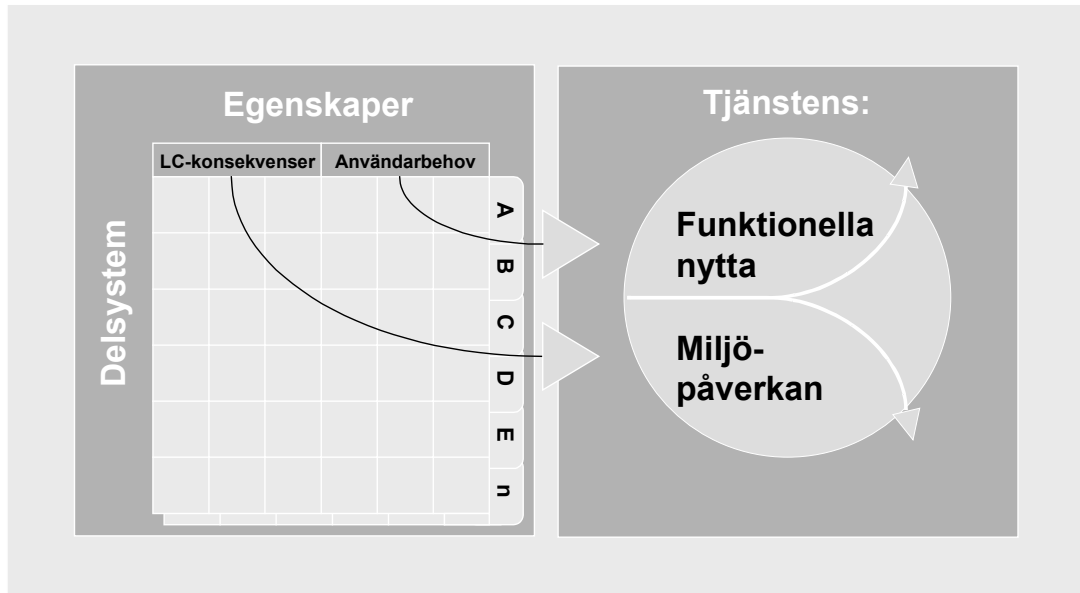 Egenskaper
LC-konsekvenser
Användarbehov
Delsystem
A
B
C
D
E
n
Tjänstens:
Funktionella
nytta
Miljö-
påverkan